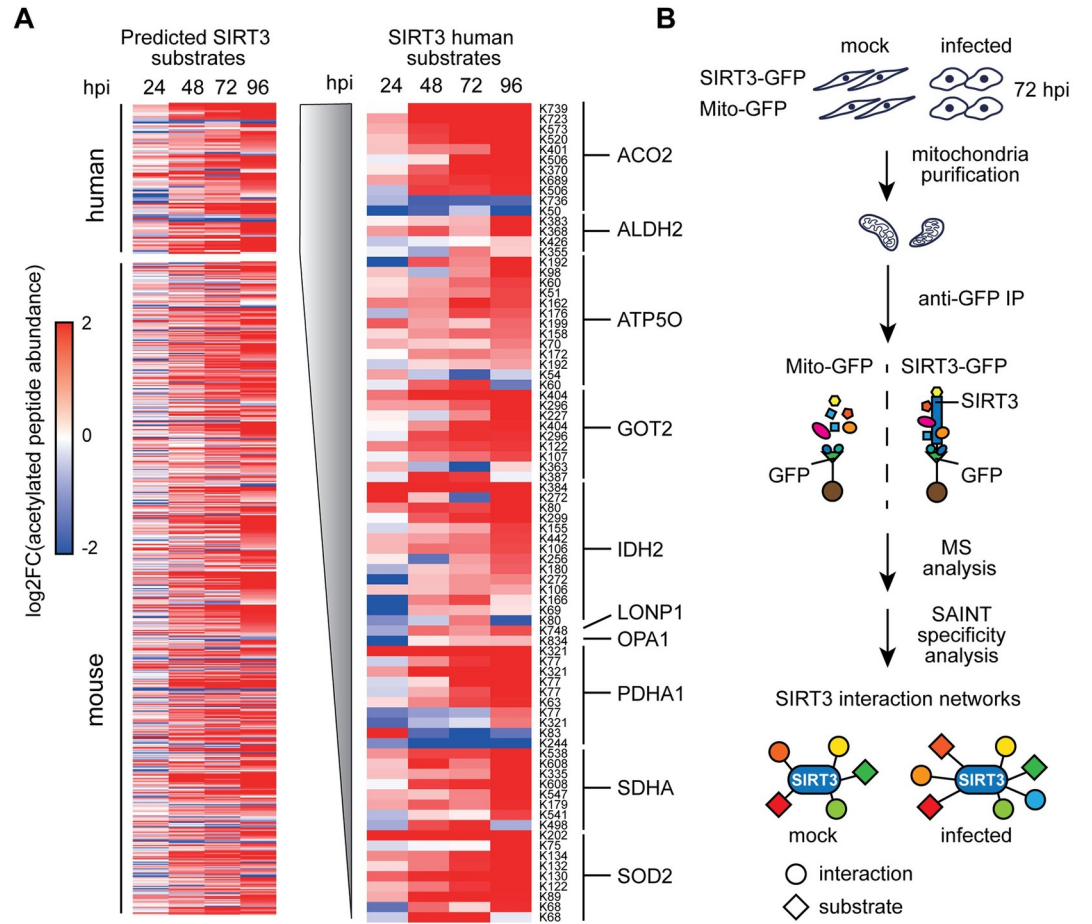 A
Predicted SIRT3
substrates
hpi 24 48 72 96
human
mouse
log2FC(acetylated peptide abundance)
2
0
-2
SIRT3 human
substrates
hpi 24 48 72 96
K739
K723
K573
K520
K401
K506
K370
K689
K506
K736
K50
K383
K368
K426
K355
K192
K98
K60
K51
K162
K176
K199
K158
K70
K172
K192
K54
K60
K404
K296
K227
K404
K296
K122
K107
K363
K387
K384
K272
K80
K299
K155
K442
K106
K256
K180
K272
K106
K166
K69
K80
K748
K834
K321
K77
K321
K77
K77
K63
K77
K321
K83
K244
K538
K608
K335
K608
K547
K179
K541
K498
K202
K75
K134
K132
K130
K122
K89
K68
K68
ACO2
ALDH2
ATP5O
GOT2
IDH2
LONP1
OPA1
PDHA1
SDHA
SOD2
B
mock infected
SIRT3-GFP
Mito-GFP
72 hpi
mitochondria
purification
anti-GFP IP
Mito-GFP SIRT3-GFP
SIRT3
GFP GFP
MS
analysis
SAINT
specificity
analysis
SIRT3 interaction networks
SIRT3 SIRT3
mock infected
interaction
substrate